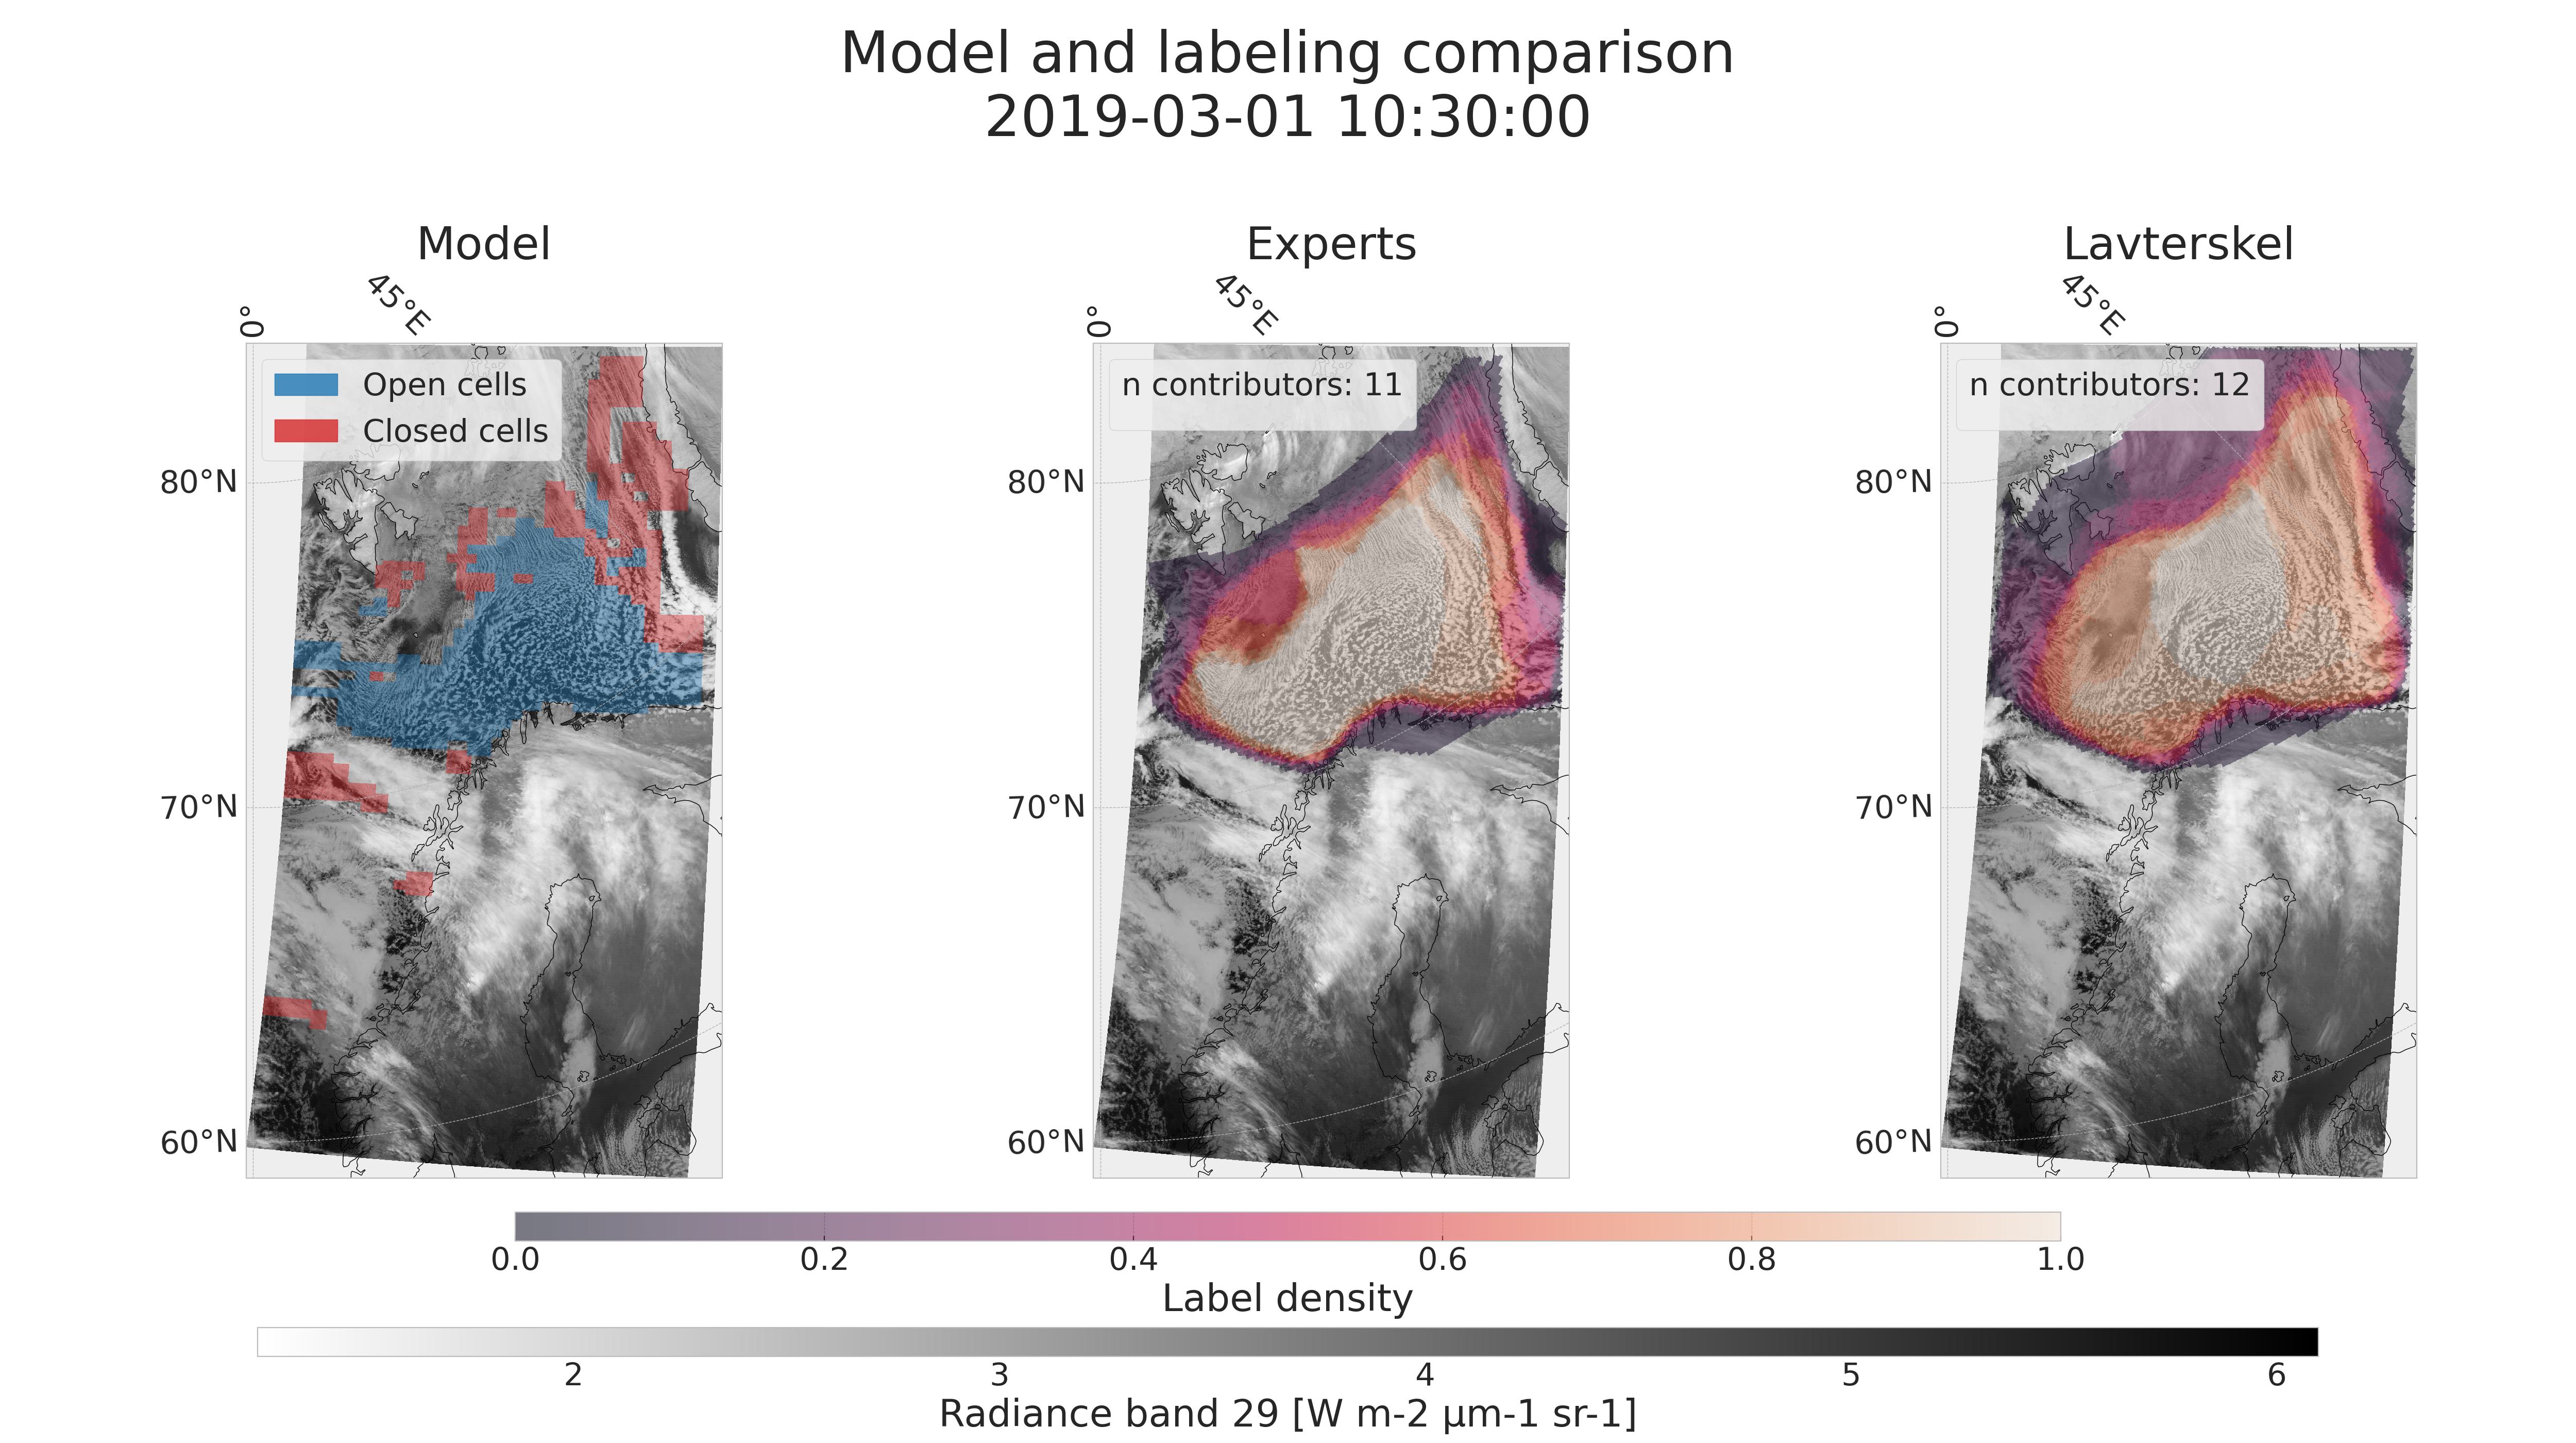 Model and labeling comparison
2019-03-01 10:30:00
Model
Experts
Lavterskel
0°
45°E
0°
45°E
0°
45°E
Open cells
Closed cells
n contributors: 11
n contributors: 12
80°N
70°N
60°N
80°N
70°N
60°N
80°N
70°N
60°N
0.0 0.2 0.4 0.6 0.8 1.0
Label density
2 3 4 5 6
Radiance band 29 [W m-2 µm-1 sr-1]